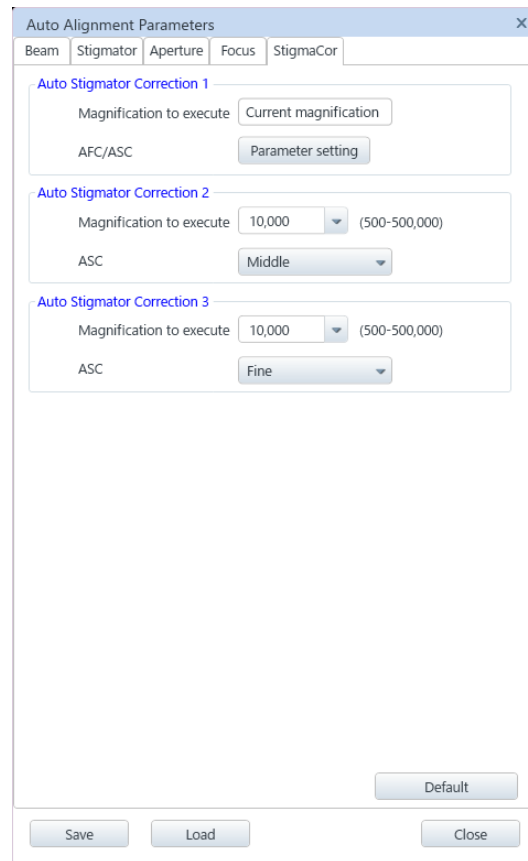 Auto Alignment Parameters
Beam Stigmator Aperture Focus StigmaCor
Auto Stigmator Correction 1
Magnification to execute Current magnification
AFC/ASC Parameter setting
Auto Stigmator Correction 2
Magnification to execute 10,000 (500-500,000)
ASC Middle
Auto Stigmator Correction 3
Magnification to execute 10,000 (500-500,000)
ASC Fine
Default
Save Load Close